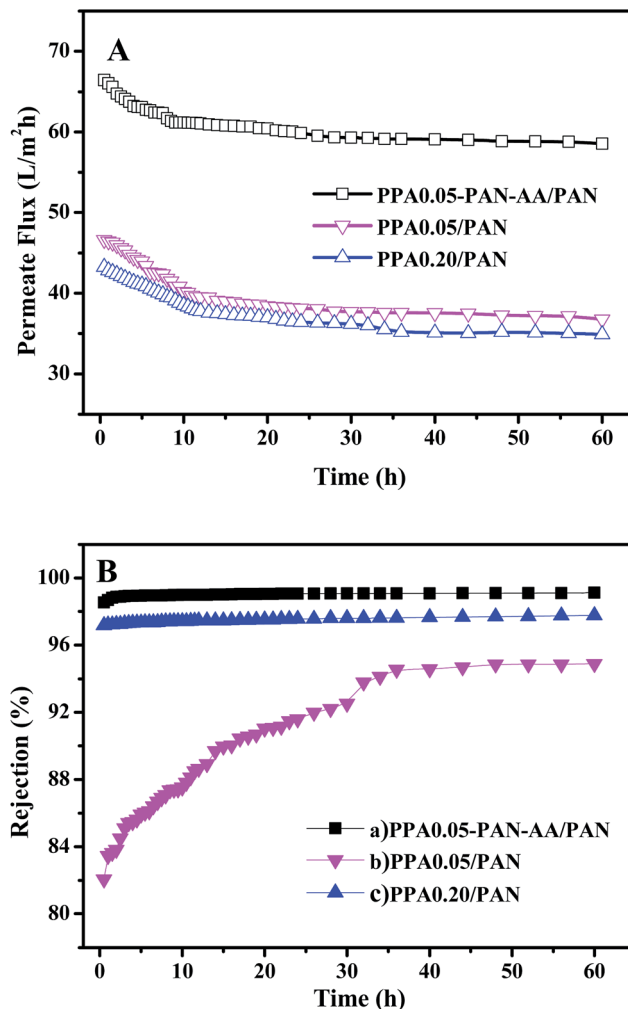 A
70
60
50
40
30
Permeate Flux (L/m²h)
PPA0.05-PAN-AA/PAN
PPA0.05/PAN
PPA0.20/PAN
0 10 20 30 40 50 60
Time (h)
B
100
96
92
88
84
80
Rejection (%)
a)PPA0.05-PAN-AA/PAN
b)PPA0.05/PAN
c)PPA0.20/PAN
0 10 20 30 40 50 60
Time (h)